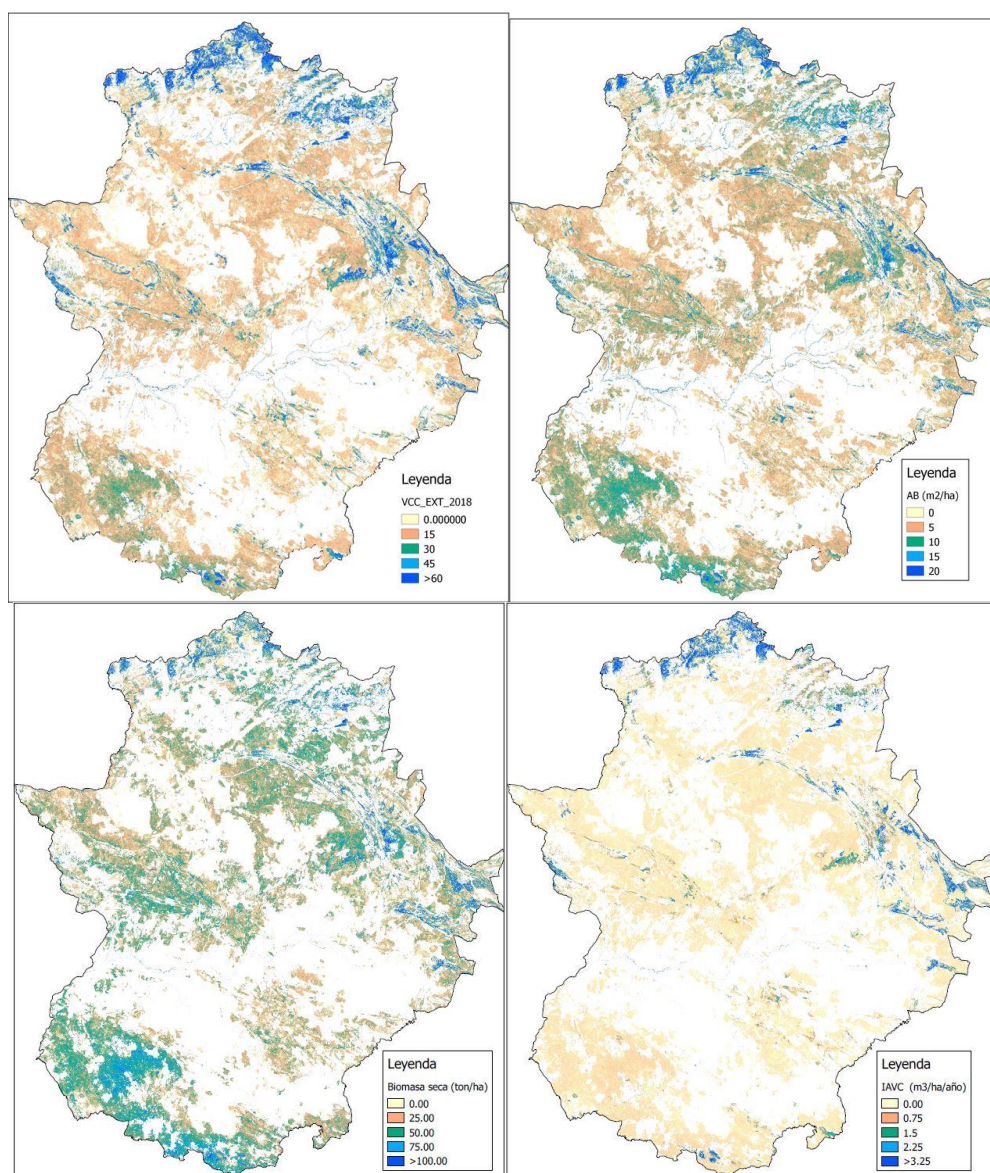 Leyenda
VCC_EXT_2018
0.000000
15
30
45
>60
Leyenda
AB (m2/ha)
0
5
10
15
20
Leyenda
Biomasa seca (ton/ha)
0.00
25.00
50.00
75.00
>100.00
Leyenda
IAVC (m3/ha/año)
0.00
0.75
1.5
2.25
>3.25